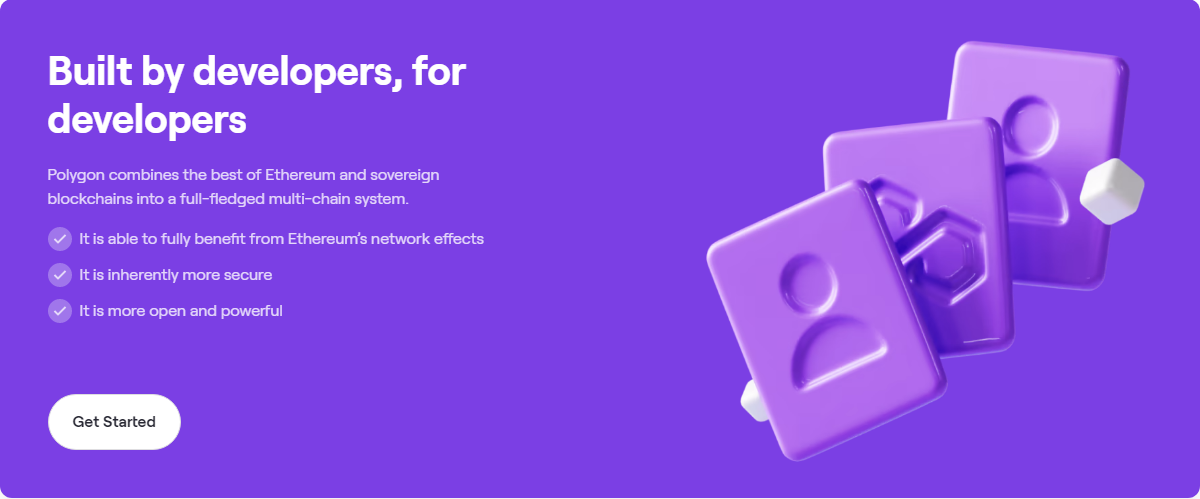 Built by developers, for
developers
Polygon combines the best of Ethereum and sovereign
blockchains into a full-fledged multi-chain system.
It is able to fully benefit from Ethereum's network effects
It is inherently more secure
It is more open and powerful
Get Started